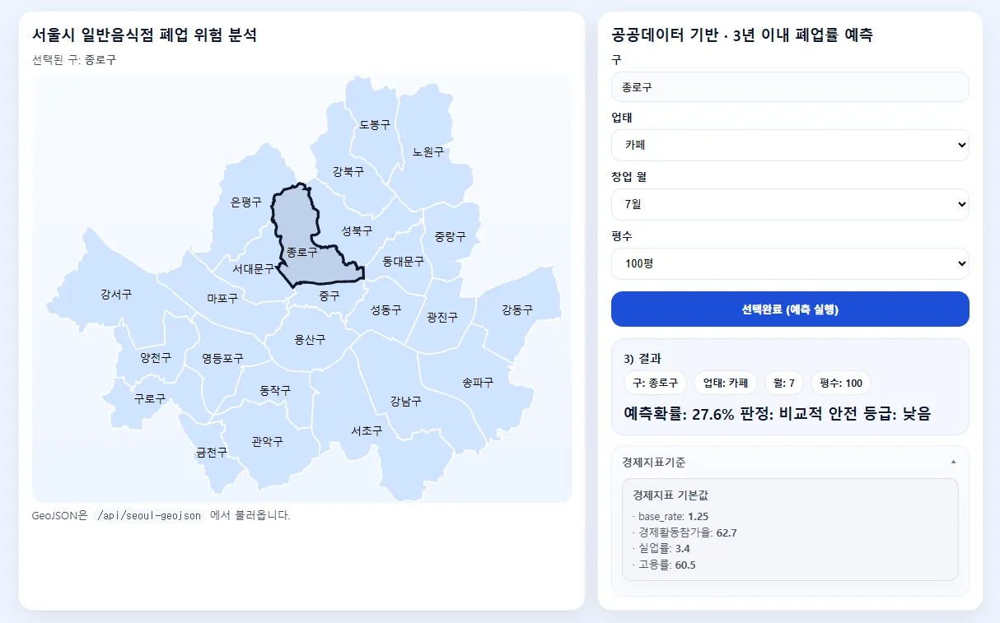 서울시 일반음식점 폐업 위험 분석
선택된 구: 종로구
도봉구
노원구
강북구
은평구
성북구
중랑구
종로구
동대문구
서대문구
강서구
마포구
중구
성동구
광진구
강동구
용산구
양천구
영등포구
송파구
동작구
구로구
강남구
서초구
관악구
금천구
GeoJSON은 /api/seoul-geojson 에서 불러옵니다.
공공데이터 기반 · 3년 이내 폐업률 예측
구
종로구
업태
카페
창업 월
7월
평수
100평
선택완료 (예측 실행)
3) 결과
구: 종로구 업태: 카페 월: 7 평수: 100
예측확률: 27.6% 판정: 비교적 안전 등급: 낮음
경제지표기준 ▲
경제지표 기본값
· base_rate: 1.25
· 경제활동참가율: 62.7
· 실업률: 3.4
· 고용률: 60.5